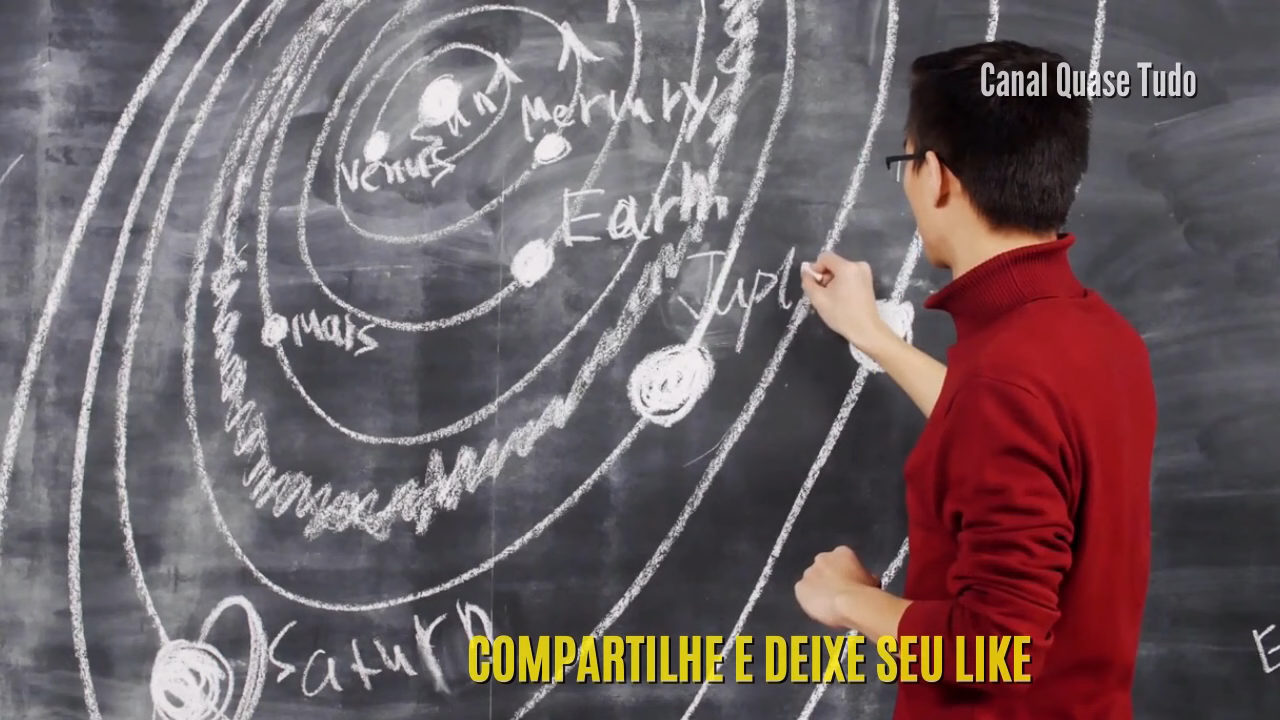 Canal Quase Tudo
Sun
Mercury
Venus
Earth
Jupi
Mars
Saturn
COMPARTILHE E DEIXE SEU LIKE
E